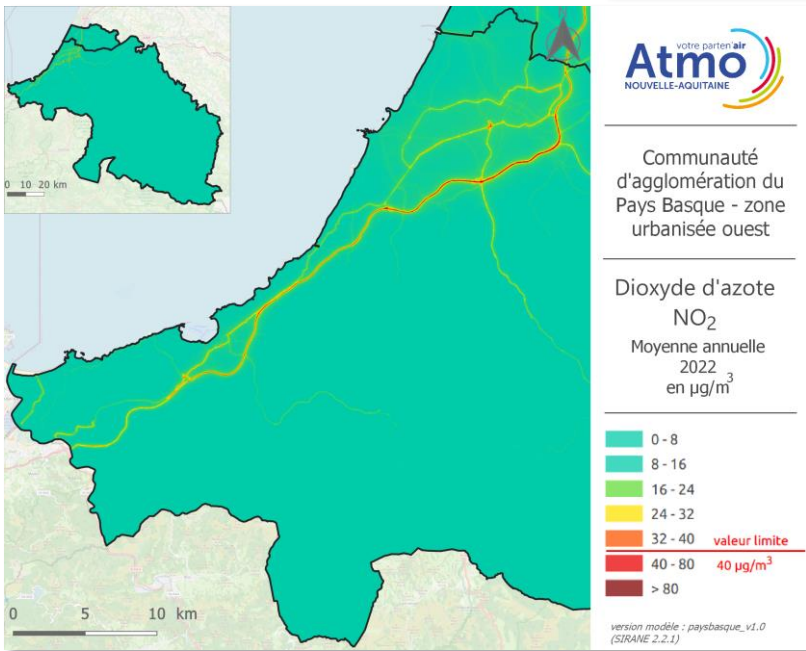 0 10 20 km
0 5 10 km
votre parten'air
Atmo
NOUVELLE-AQUITAINE
Communauté
d'agglomération du
Pays Basque - zone
urbanisée ouest
Dioxyde d'azote
NO₂
Moyenne annuelle
2022
en µg/m³
0 - 8
8 - 16
16 - 24
24 - 32
32 - 40 valeur limite
40 - 80 40 µg/m³
> 80
version modèle : paysbasque_v1.0
(SIRANE 2.2.1)